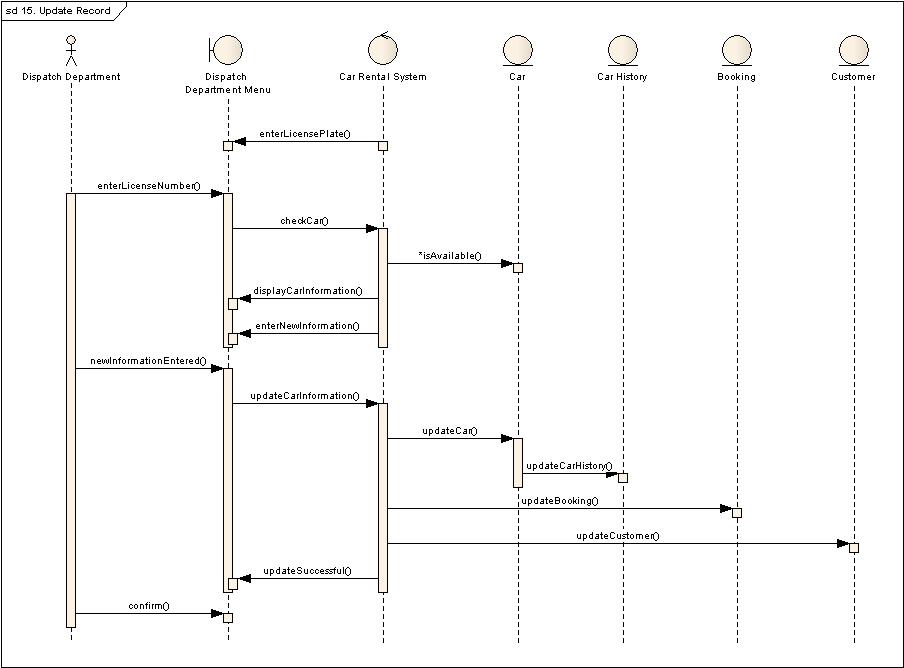 sd 15. Update Record
Dispatch Department
Dispatch
Department Menu
Car Rental System
Car
Car History
Booking
Customer
enterLicensePlate()
enterLicenseNumber()
checkCar()
*isAvailable()
displayCarInformation()
enterNewInformation()
newInformationEntered()
updateCarInformation()
updateCar()
updateCarHistory()
updateBooking()
updateCustomer()
updateSuccessful()
confirm()